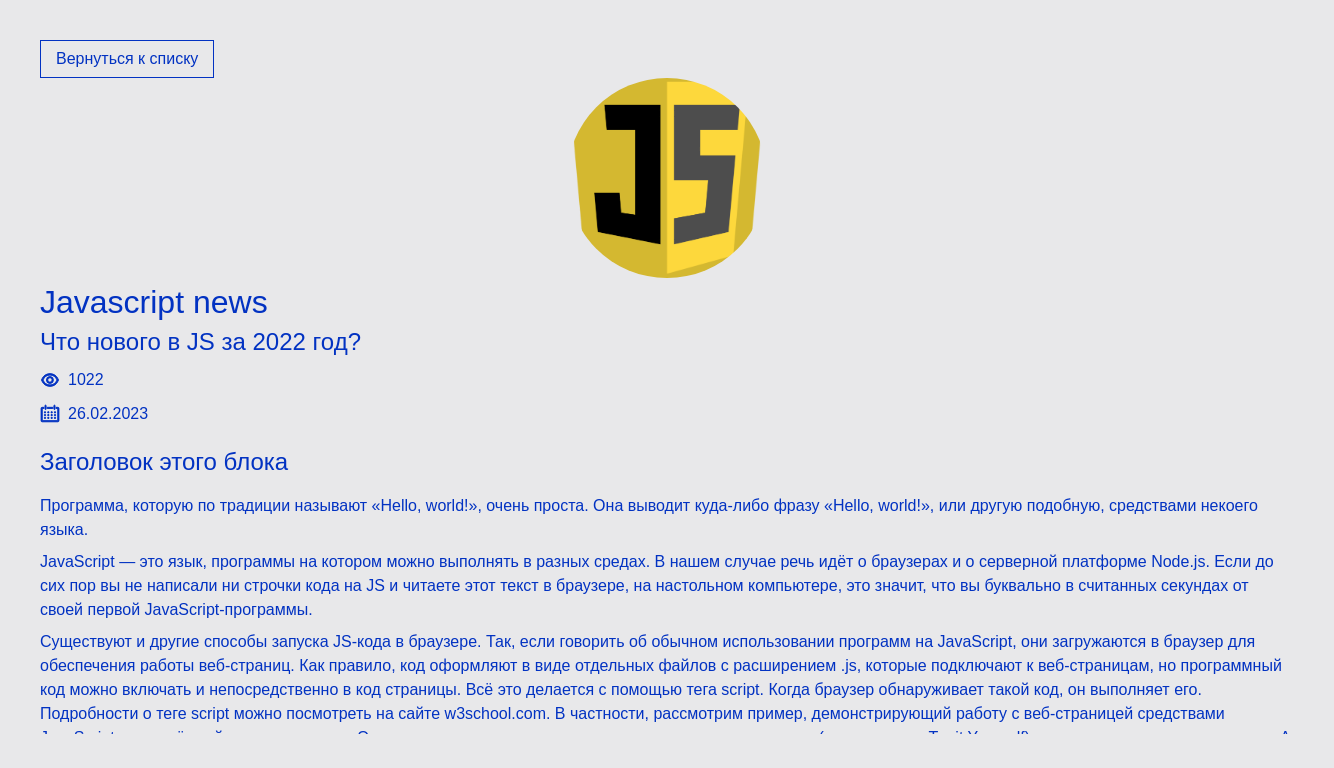 Вернуться к списку
JS
Javascript news
Что нового в JS за 2022 год?
1022
26.02.2023
Заголовок этого блока
Программа, которую по традиции называют «Hello, world!», очень проста. Она выводит куда-либо фразу «Hello, world!», или другую подобную, средствами некоего
языка.
JavaScript — это язык, программы на котором можно выполнять в разных средах. В нашем случае речь идёт о браузерах и о серверной платформе Node.js. Если до
сих пор вы не написали ни строчки кода на JS и читаете этот текст в браузере, на настольном компьютере, это значит, что вы буквально в считанных секундах от
своей первой JavaScript-программы.
Существуют и другие способы запуска JS-кода в браузере. Так, если говорить об обычном использовании программ на JavaScript, они загружаются в браузер для
обеспечения работы веб-страниц. Как правило, код оформляют в виде отдельных файлов с расширением .js, которые подключают к веб-страницам, но программный
код можно включать и непосредственно в код страницы. Всё это делается с помощью тега script. Когда браузер обнаруживает такой код, он выполняет его.
Подробности о теге script можно посмотреть на сайте w3school.com. В частности, рассмотрим пример, демонстрирующий работу с веб-страницей средствами